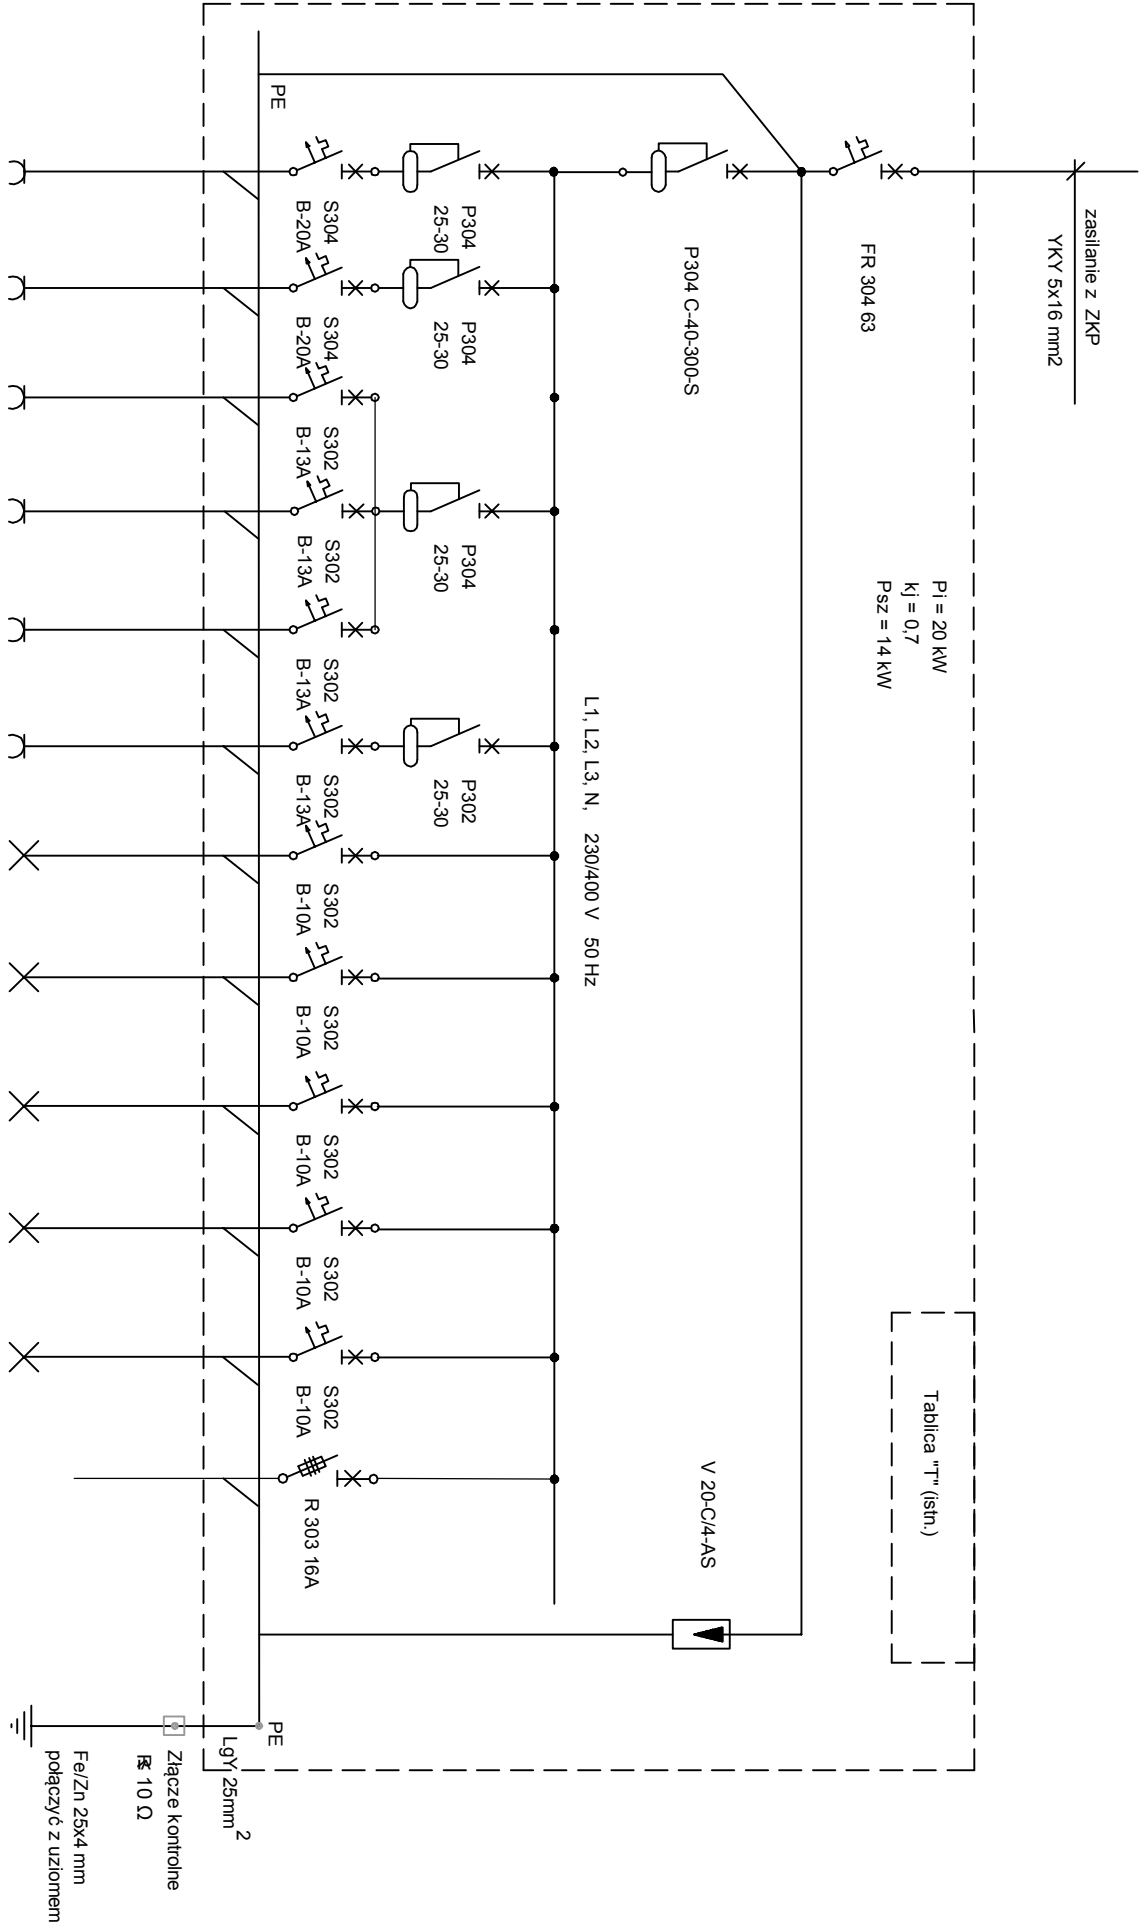 zasilanie z ZKP
YKY 5x16 mm2
Tablica "T" (istn.)
Pi = 20 kW
kj = 0,7
Psz = 14 kW
FR 304 63
P304 C-40-300-S
V 20-C/4-AS
L1, L2, L3, N, 230/400 V 50 Hz
P304
25-30
P304
25-30
P304
25-30
P302
25-30
PE
S304
B-20A
S304
B-20A
S302
B-13A
S302
B-13A
S302
B-13A
S302
B-13A
S302
B-10A
S302
B-10A
S302
B-10A
S302
B-10A
S302
B-10A
R 303 16A
PE
LgY 25mm 2
Złącze kontrolne
R≤ 10 Ω
Fe/Zn 25x4 mm
połączyć z uziomem